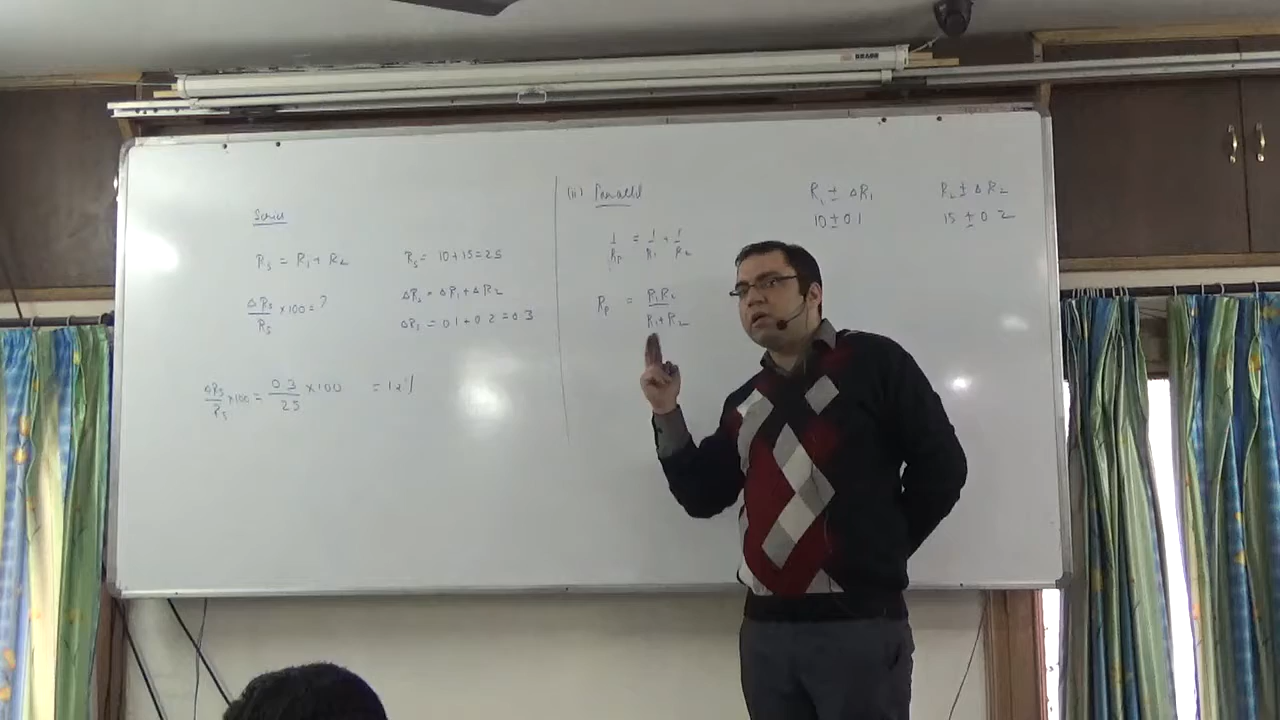 Series
Rs = R1 + R2
Rs = 10+15=25
ΔRs/Rs ×100=?
ΔRs = ΔR1 + ΔR2
ΔRs = 0.1 + 0.2 = 0.3
ΔRs/Rs ×100 = 0.3/25 ×100 = 1.2%
(ii) Parallel
1/Rp = 1/R1 + 1/R2
Rp = R1R2/R1+R2
R1 ± ΔR1
R2 ± ΔR2
10 ± 0.1
15 ± 0.2